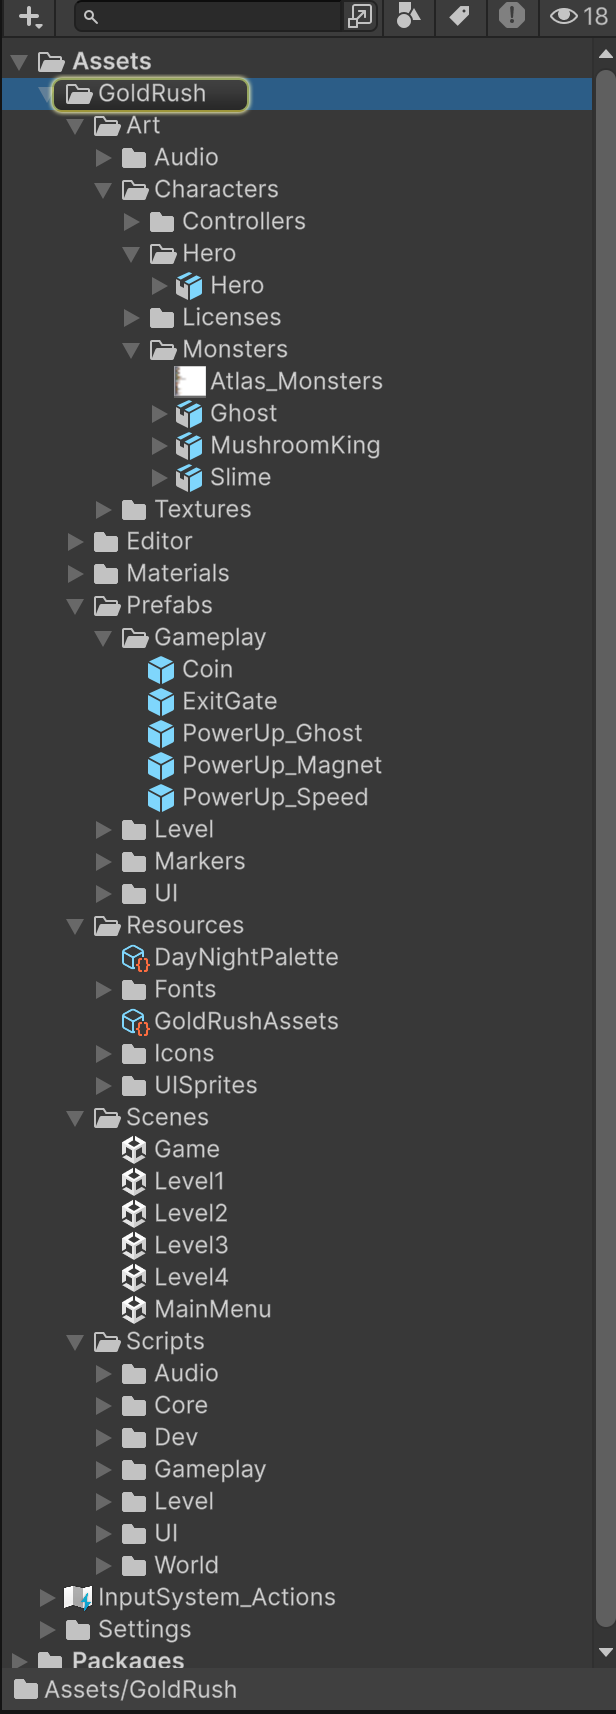 18
Assets
GoldRush
Art
Audio
Characters
Controllers
Hero
Hero
Licenses
Monsters
Atlas_Monsters
Ghost
MushroomKing
Slime
Textures
Editor
Materials
Prefabs
Gameplay
Coin
ExitGate
PowerUp_Ghost
PowerUp_Magnet
PowerUp_Speed
Level
Markers
UI
Resources
DayNightPalette
Fonts
GoldRushAssets
Icons
UISprites
Scenes
Game
Level1
Level2
Level3
Level4
MainMenu
Scripts
Audio
Core
Dev
Gameplay
Level
UI
World
InputSystem_Actions
Settings
Packages
Assets/GoldRush